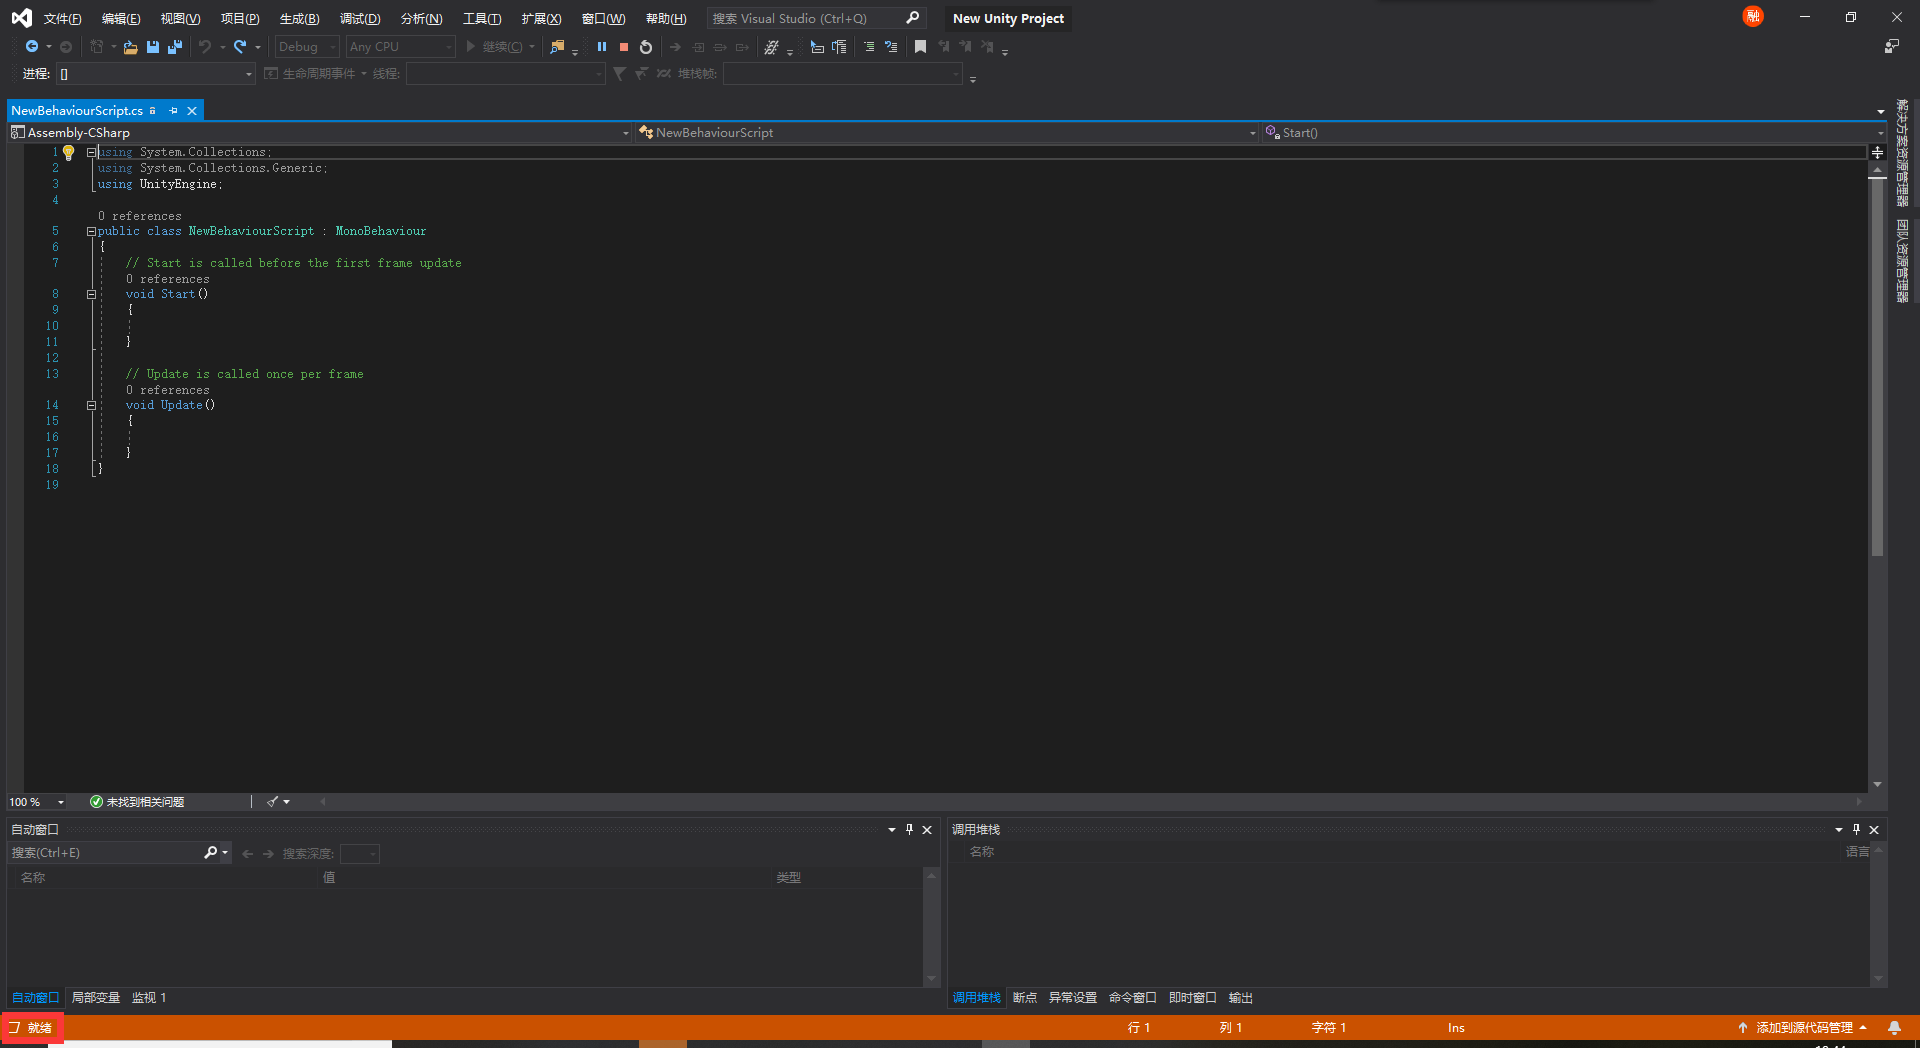 文件(F) 编辑(E) 视图(V) 项目(P) 生成(B) 调试(D) 分析(N) 工具(T) 扩展(X) 窗口(W) 帮助(H) 搜索 Visual Studio (Ctrl+Q) New Unity Project 融
Debug Any CPU 继续(C)
进程: [] 生命周期事件 线程: 堆栈帧:
NewBehaviourScript.cs
Assembly-CSharp NewBehaviourScript Start()
1 using System.Collections;
2 using System.Collections.Generic;
3 using UnityEngine;
4
0 references
5 public class NewBehaviourScript : MonoBehaviour
6 {
7 // Start is called before the first frame update
0 references
8 void Start()
9 {
10
11 }
12
13 // Update is called once per frame
0 references
14 void Update()
15 {
16
17 }
18 }
19
解决方案资源管理器
团队资源管理器
100 % 未找到相关问题
自动窗口
搜索(Ctrl+E) 搜索深度:
名称 值 类型
自动窗口 局部变量 监视 1
调用堆栈
名称 语言
调用堆栈 断点 异常设置 命令窗口 即时窗口 输出
就绪 行 1 列 1 字符 1 Ins 添加到源代码管理